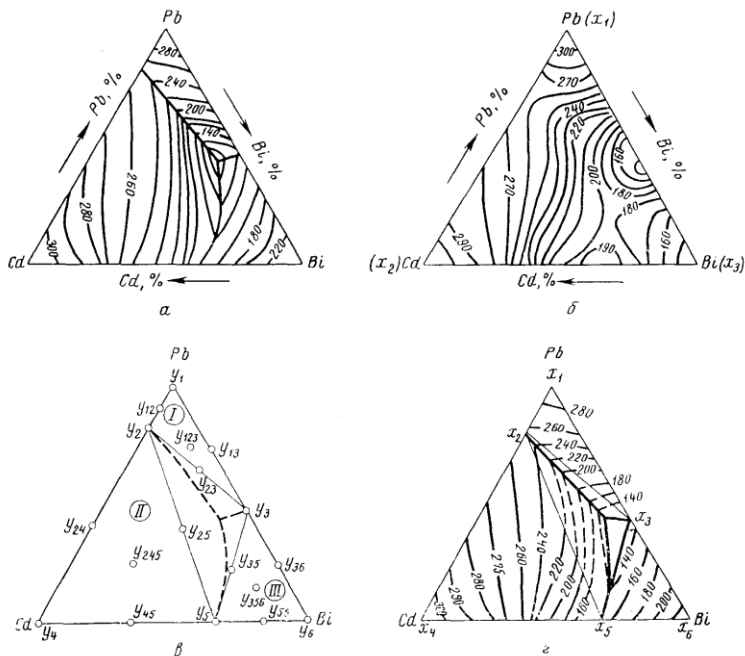 Pb
280
240
200
140
260
280
300
180
220
Pb, %
Bi, %
Cd
Bi
Cd, %
а
Pb(x₁)
300
270
240
220
160
200
180
180
270
290
190
160
Pb, %
Bi, %
(x₂)Cd
Bi(x₃)
Cd, %
б
Pb
y₁
y₁₂
I
y₂
y₁₂₃
y₁₃
y₂₃
II
y₃
y₂₄
y₂₅
y₂₄₅
y₃₅
y₃₆
y₃₅₆
III
Cd
y₄
y₄₅
y₅
y₆
Bi
в
Pb
x₁
280
x₂
260
240
220
200
180
140
x₃
240
260
275
280
290
300
220
200
160
140
160
180
200
Cd
x₄
x₅
x₆
Bi
г